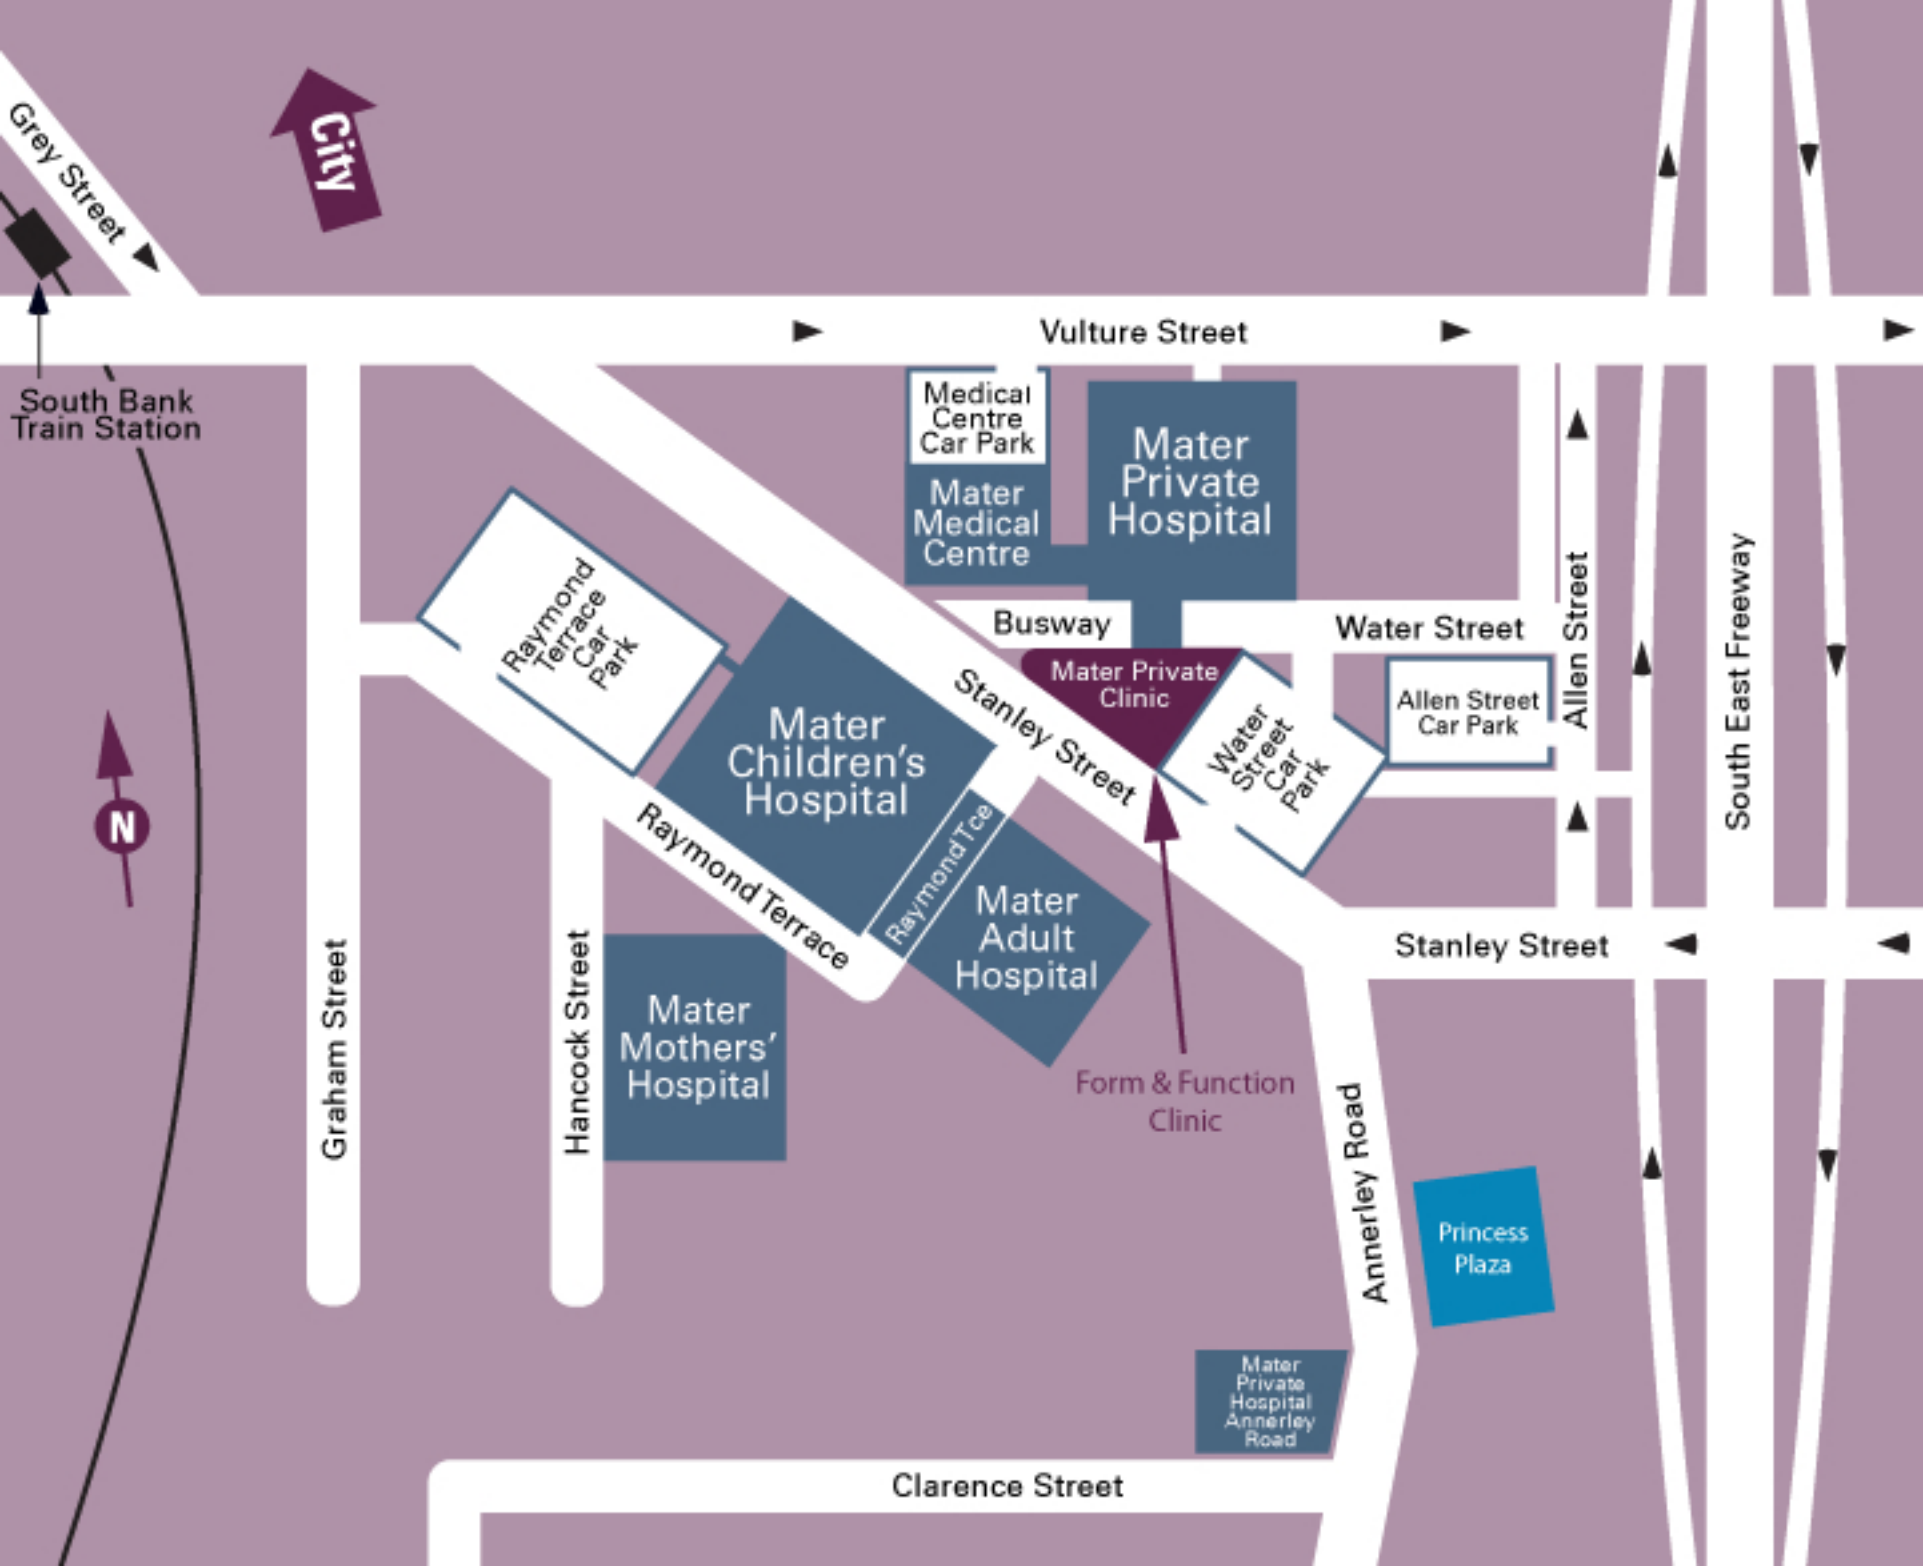 Grey Street
City
South Bank
Train Station
Vulture Street
Medical
Centre
Car Park
Mater
Medical
Centre
Mater
Private
Hospital
Busway
Water Street
Allen Street
South East Freeway
Raymond
Terrace
Car
Park
Mater
Children's
Hospital
Stanley Street
Mater Private
Clinic
Water
Street
Car
Park
Allen Street
Car Park
N
Raymond Terrace
Raymond Tce
Mater
Adult
Hospital
Stanley Street
Graham Street
Hancock Street
Mater
Mothers'
Hospital
Form & Function
Clinic
Annerley Road
Princess
Plaza
Mater
Private
Hospital
Annerley
Road
Clarence Street